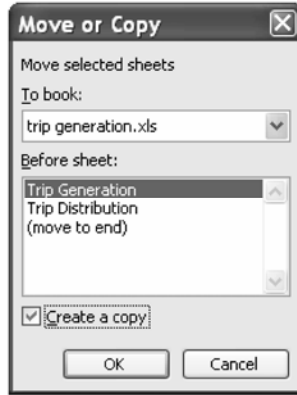 Move or Copy
Move selected sheets
To book:
trip generation.xls
Before sheet:
Trip Generation
Trip Distribution
(move to end)
Create a copy
OK Cancel